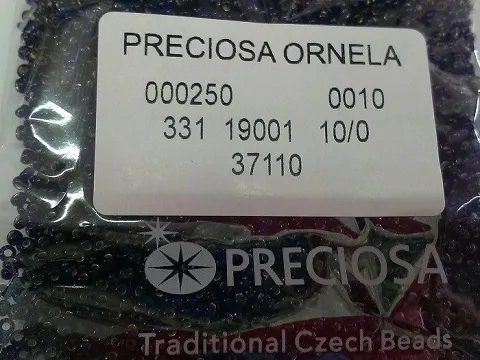 PRECIOSA ORNELA
000250 0010
331 19001 10/0
37110
PRECIOSA
Traditional Czech Beads